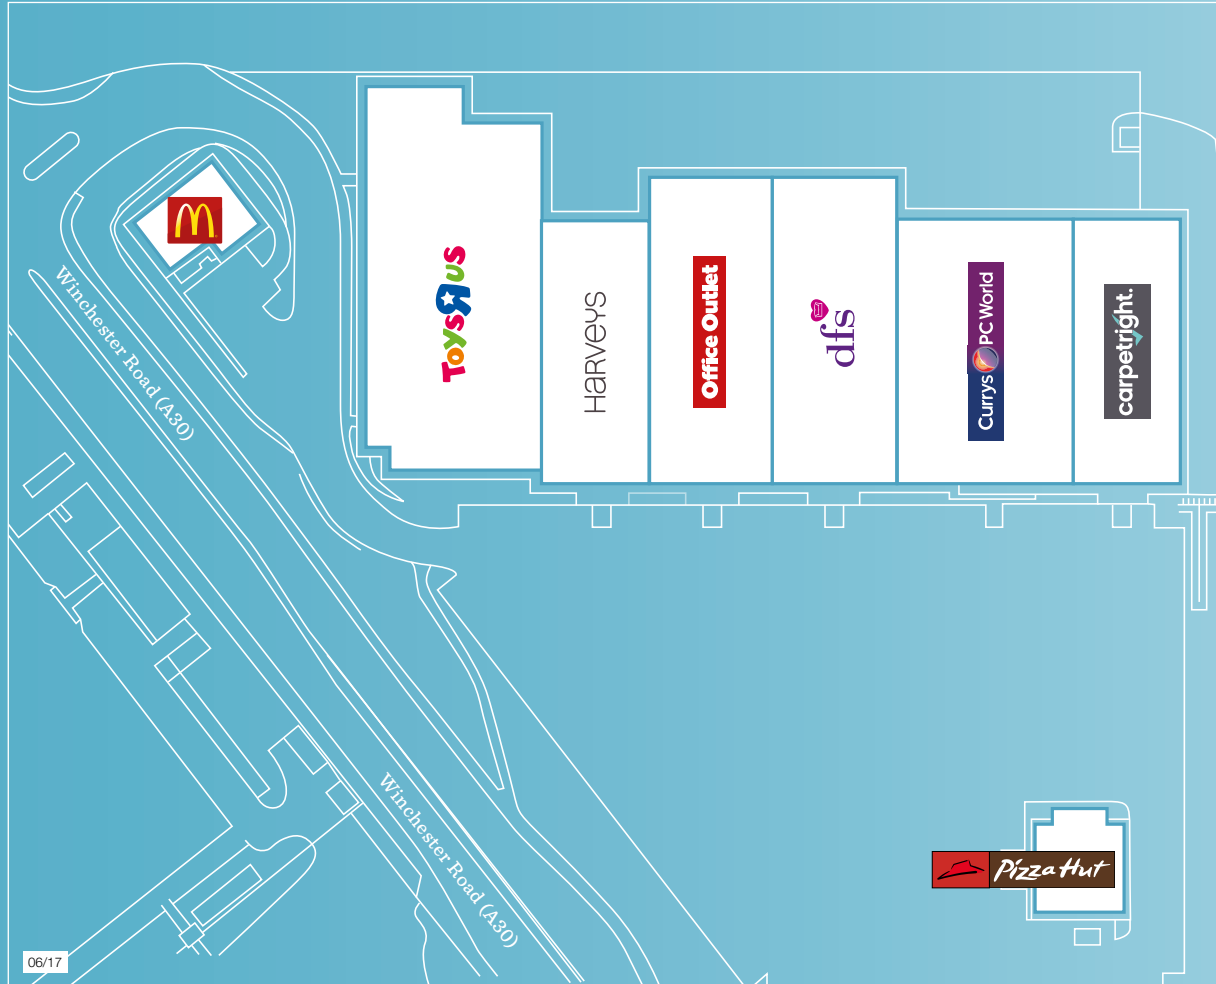 Winchester Road (A30)
Toys R us
HARVEYS
Office Outlet
dfs
Currys PC World
carpetright.
Winchester Road (A30)
Pizza Hut
06/17